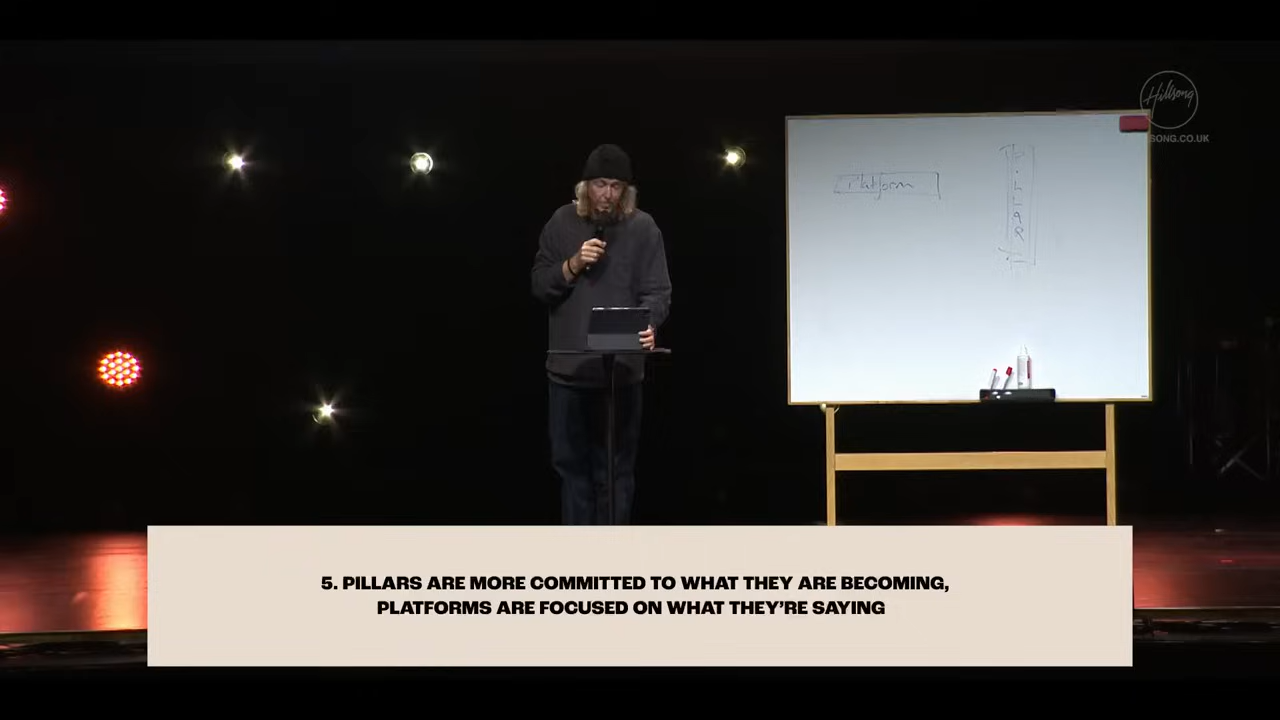 Hillsong
SONG.CO.UK
Platform
PILLAR
5. PILLARS ARE MORE COMMITTED TO WHAT THEY ARE BECOMING,
PLATFORMS ARE FOCUSED ON WHAT THEY'RE SAYING